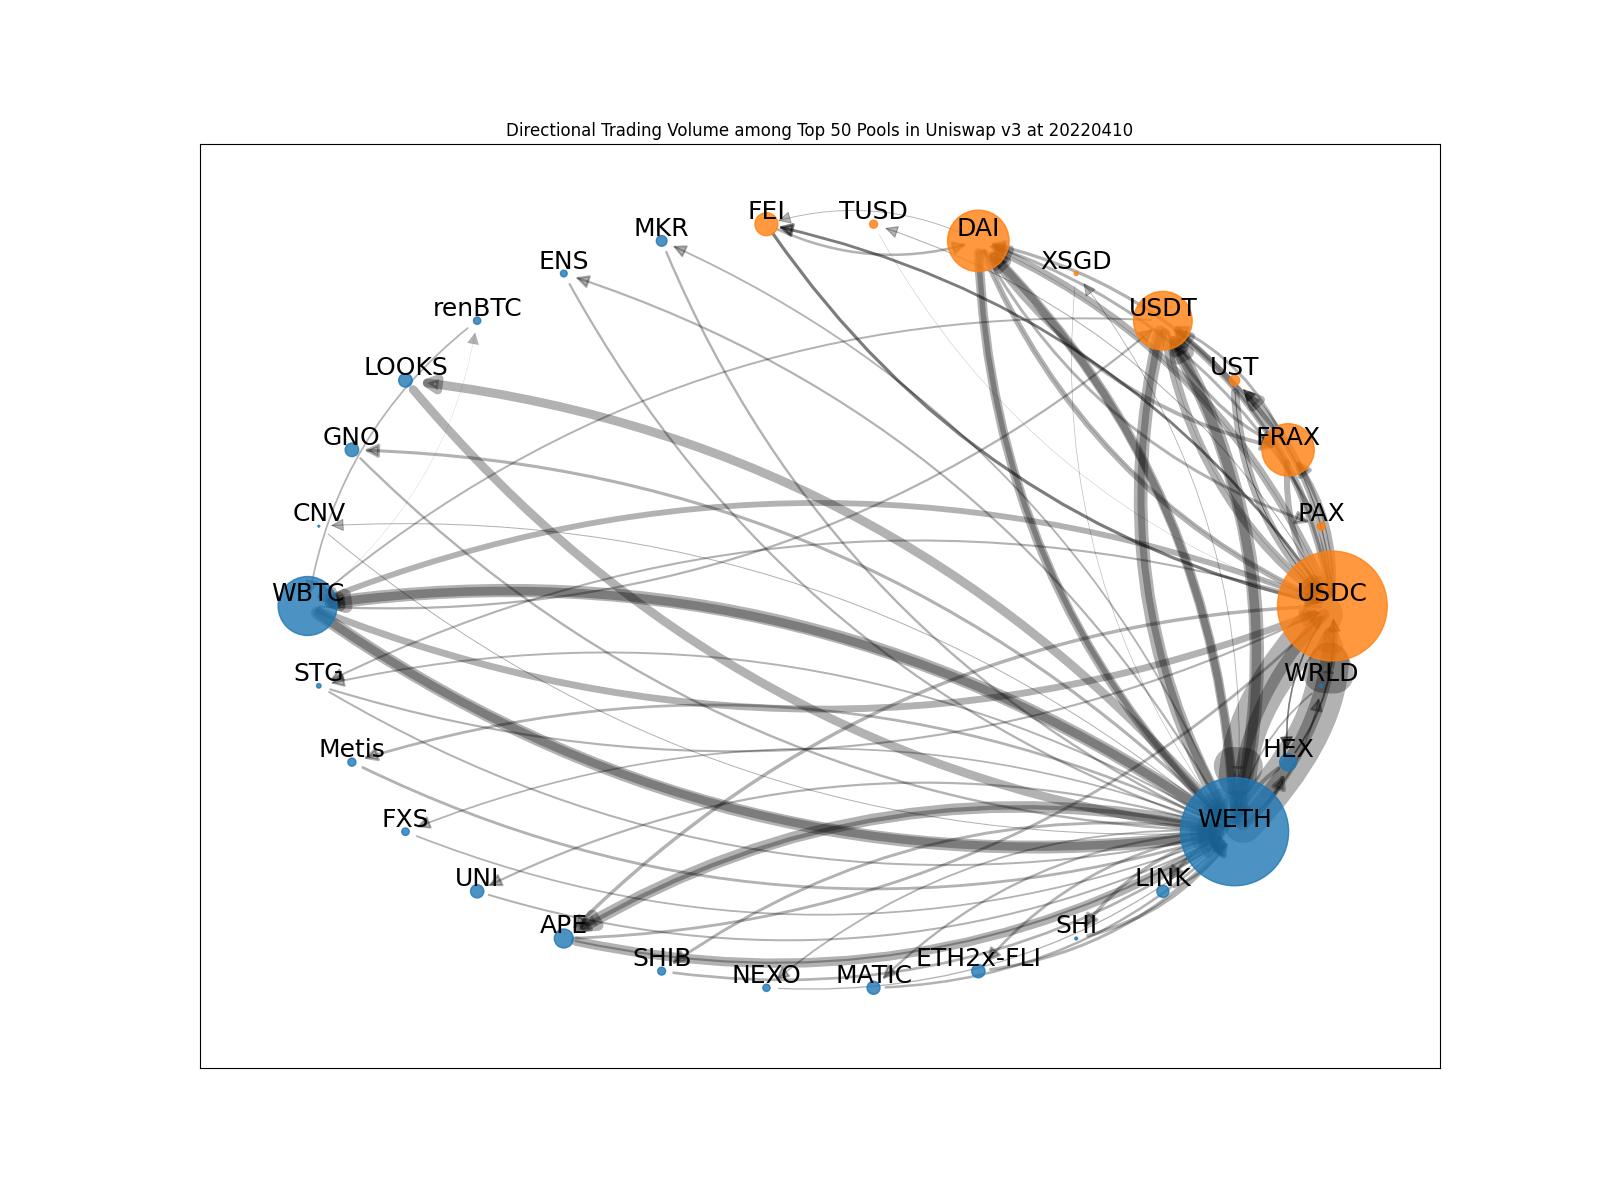 Directional Trading Volume among Top 50 Pools in Uniswap v3 at 20220410
FEI
TUSD
DAI
MKR
ENS
XSGD
renBTC
USDT
LOOKS
UST
GNO
FRAX
CNV
PAX
WBTC
USDC
STG
WRLD
Metis
HEX
FXS
WETH
UNI
LINK
APE
SHI
SHIB
ETH2x-FLI
NEXO
MATIC